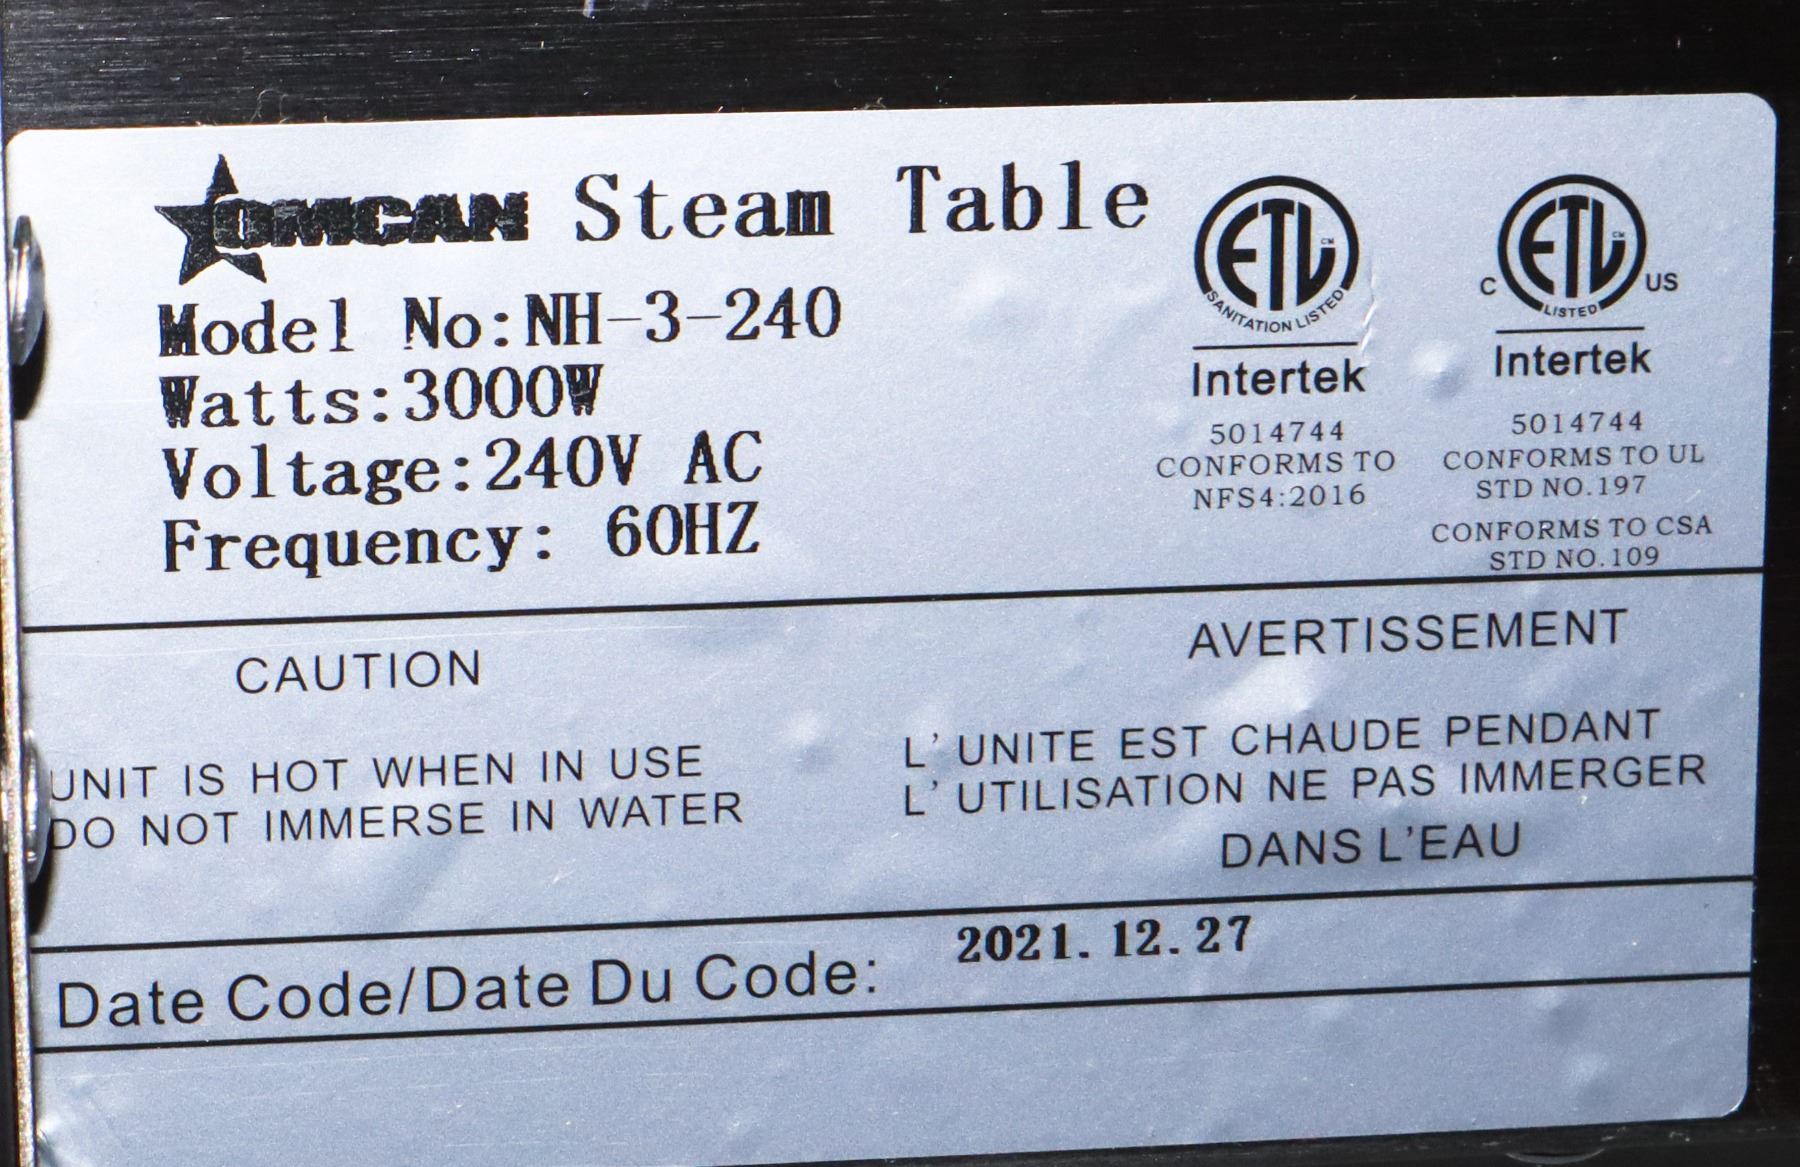 OMCAN Steam Table
Model No:NH-3-240
Watts:3000W
Voltage:240V AC
Frequency: 60HZ
ETL CM
SANITATION LISTED
Intertek
5014744
CONFORMS TO
NFS4:2016
C ETL CM US
LISTED
Intertek
5014744
CONFORMS TO UL
STD NO.197
CONFORMS TO CSA
STD NO.109
CAUTION
UNIT IS HOT WHEN IN USE
DO NOT IMMERSE IN WATER
AVERTISSEMENT
L'UNITE EST CHAUDE PENDANT
L'UTILISATION NE PAS IMMERGER
DANS L'EAU
Date Code/Date Du Code: 2021.12.27